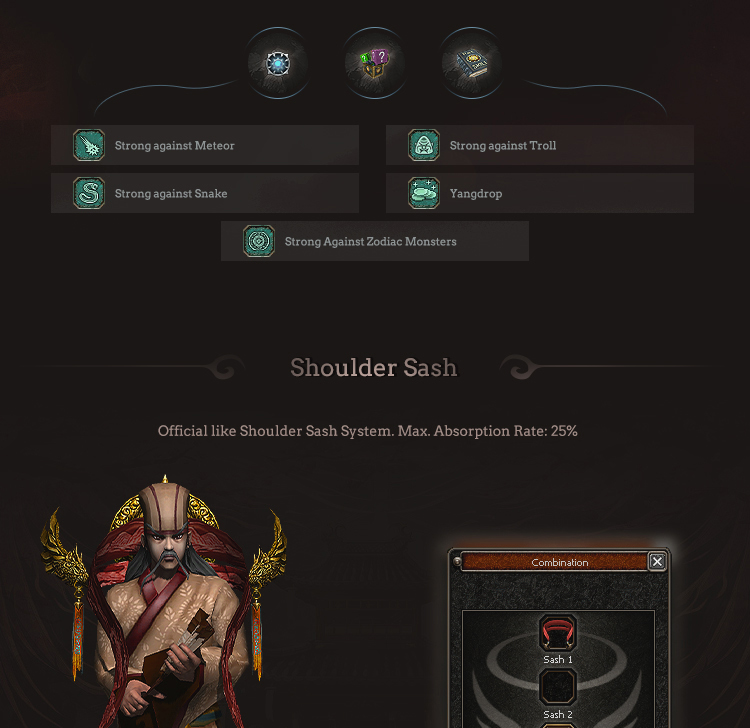 Strong against Meteor
Strong against Troll
Strong against Snake
Yangdrop
Strong Against Zodiac Monsters
Shoulder Sash
Official like Shoulder Sash System. Max. Absorption Rate: 25%
Combination
Sash 1
Sash 2